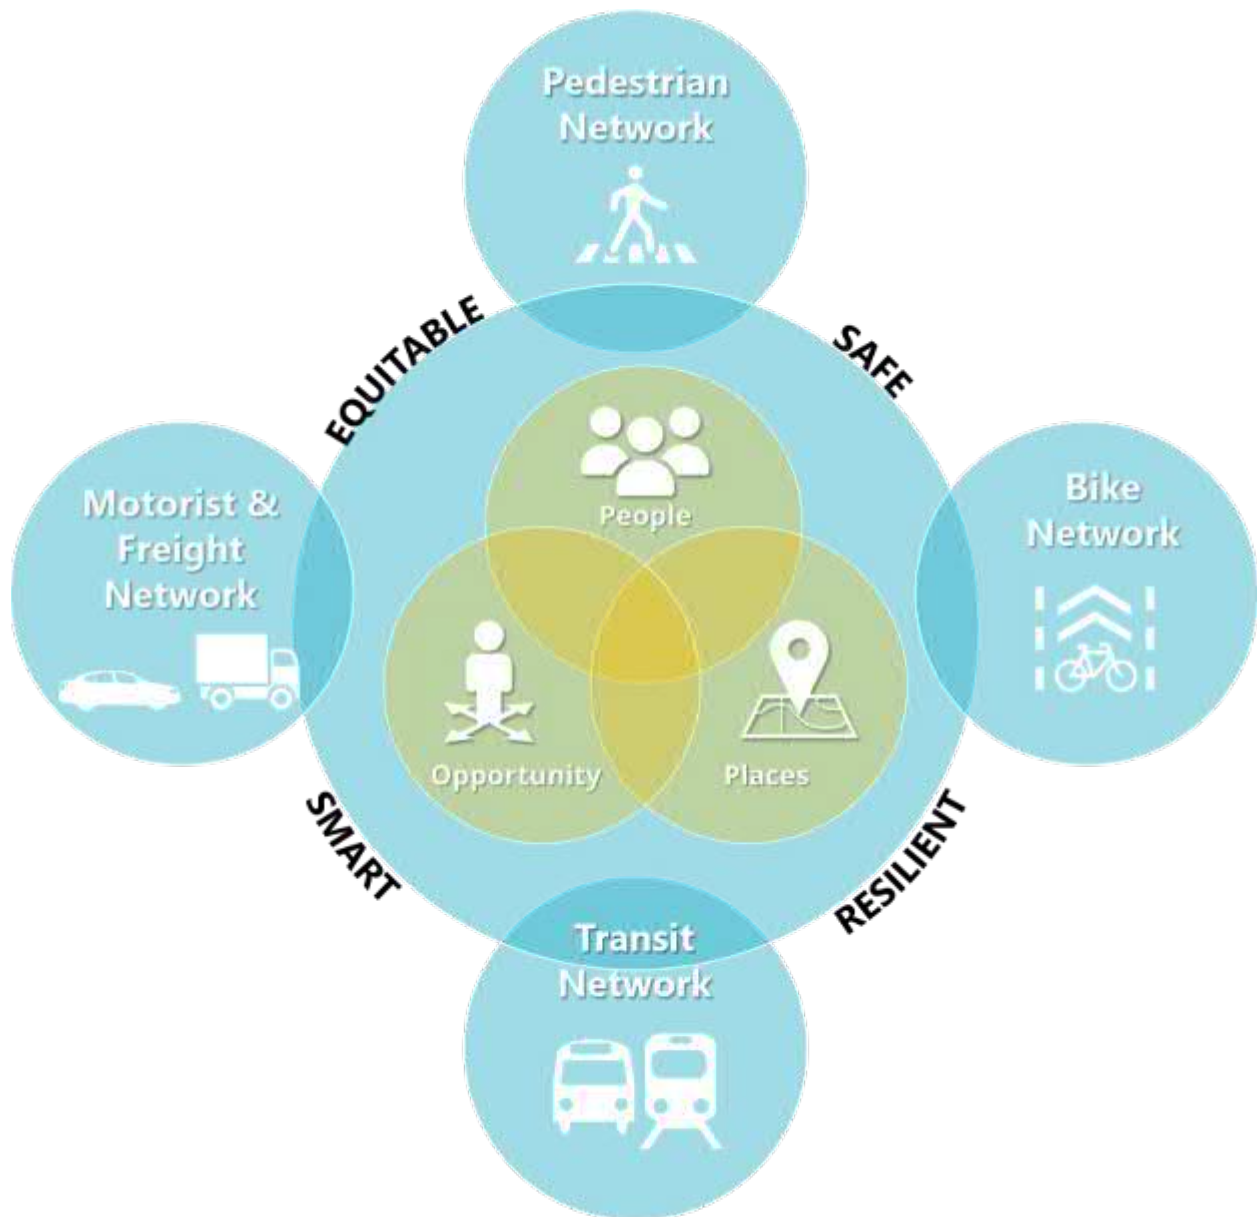 Pedestrian
Network
EQUITABLE
SAFE
Motorist &
Freight
Network
People
Bike
Network
Opportunity
Places
SMART
RESILIENT
Transit
Network